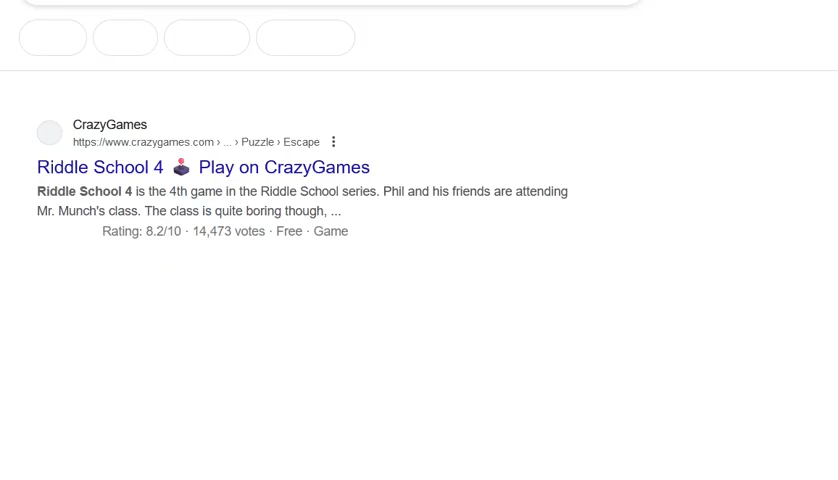 CrazyGames
https://www.crazygames.com › ... › Puzzle › Escape
Riddle School 4 🕹️ Play on CrazyGames
Riddle School 4 is the 4th game in the Riddle School series. Phil and his friends are attending
Mr. Munch's class. The class is quite boring though, ...
Rating: 8.2/10 · 14,473 votes · Free · Game